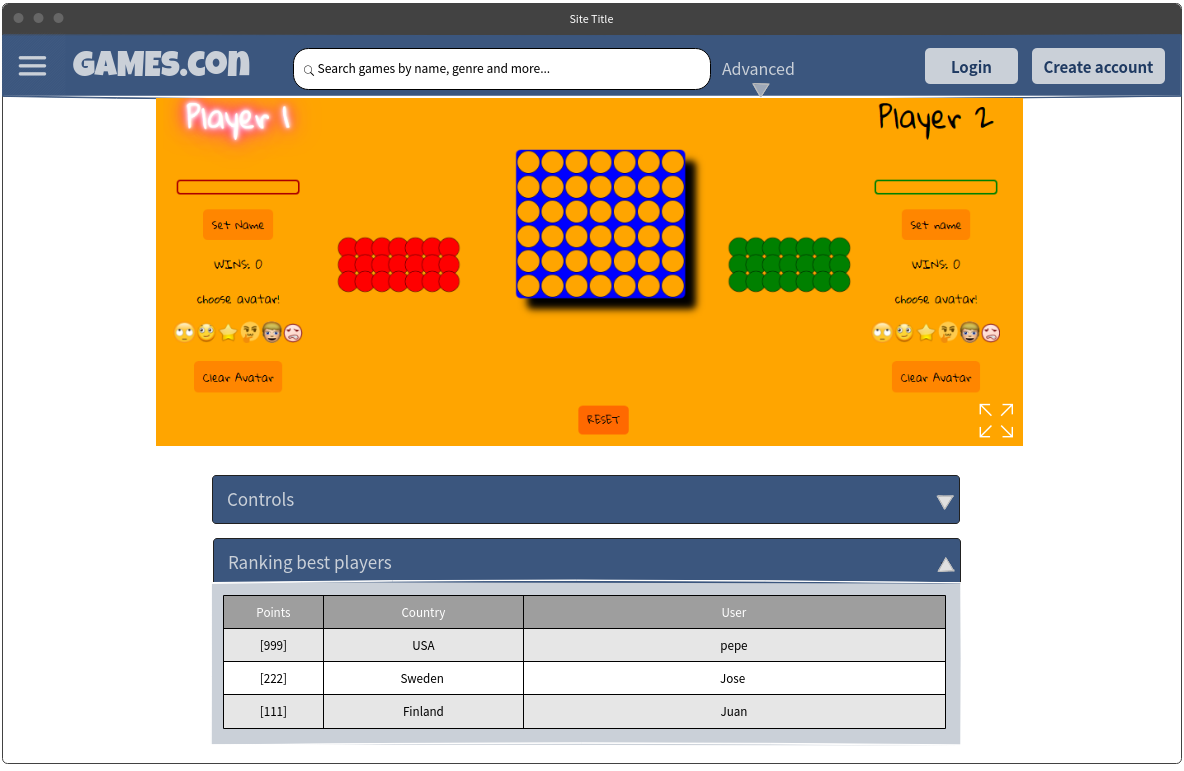 Site Title
GAMES.con
Search games by name, genre and more...
Advanced
Login
Create account
Player 1
Player 2
Set Name
Set name
WINS: 0
WINS: 0
choose avatar!
choose avatar!
Clear Avatar
Clear Avatar
RESET
Controls
Ranking best players
Points Country User
[999] USA pepe
[222] Sweden Jose
[111] Finland Juan